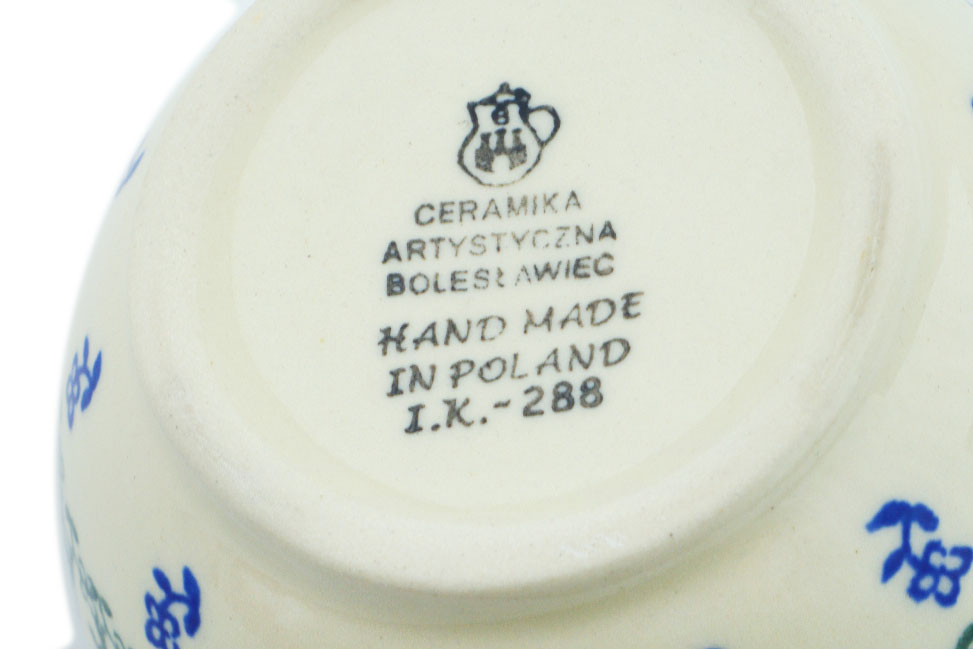 CERAMIKA
ARTYSTYCZNA
BOLESŁAWIEC
HAND MADE
IN POLAND
I.K.-288